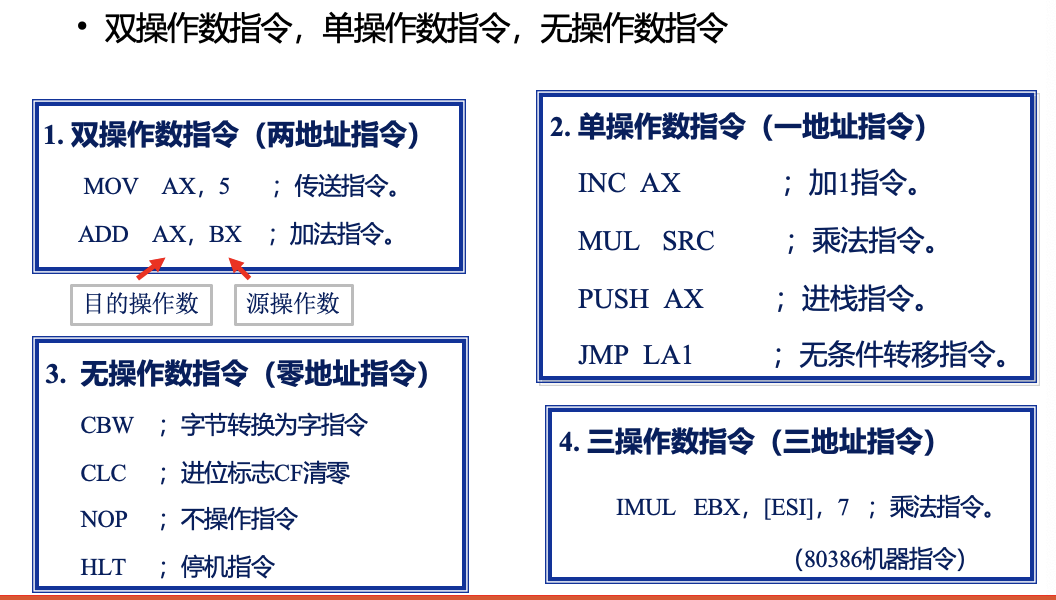 • 双操作数指令，单操作数指令，无操作数指令
1. 双操作数指令（两地址指令）
MOV AX，5 ；传送指令。
ADD AX，BX ；加法指令。
目的操作数 源操作数
2. 单操作数指令（一地址指令）
INC AX ；加1指令。
MUL SRC ；乘法指令。
PUSH AX ；进栈指令。
JMP LA1 ；无条件转移指令。
3. 无操作数指令（零地址指令）
CBW ；字节转换为字指令
CLC ；进位标志CF清零
NOP ；不操作指令
HLT ；停机指令
4. 三操作数指令（三地址指令）
IMUL EBX，[ESI]，7 ；乘法指令。
（80386机器指令）